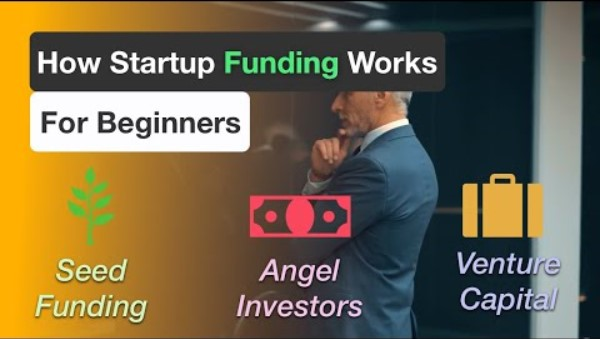 How Startup Funding Works
For Beginners
Seed
Funding
Angel
Investors
Venture
Capital